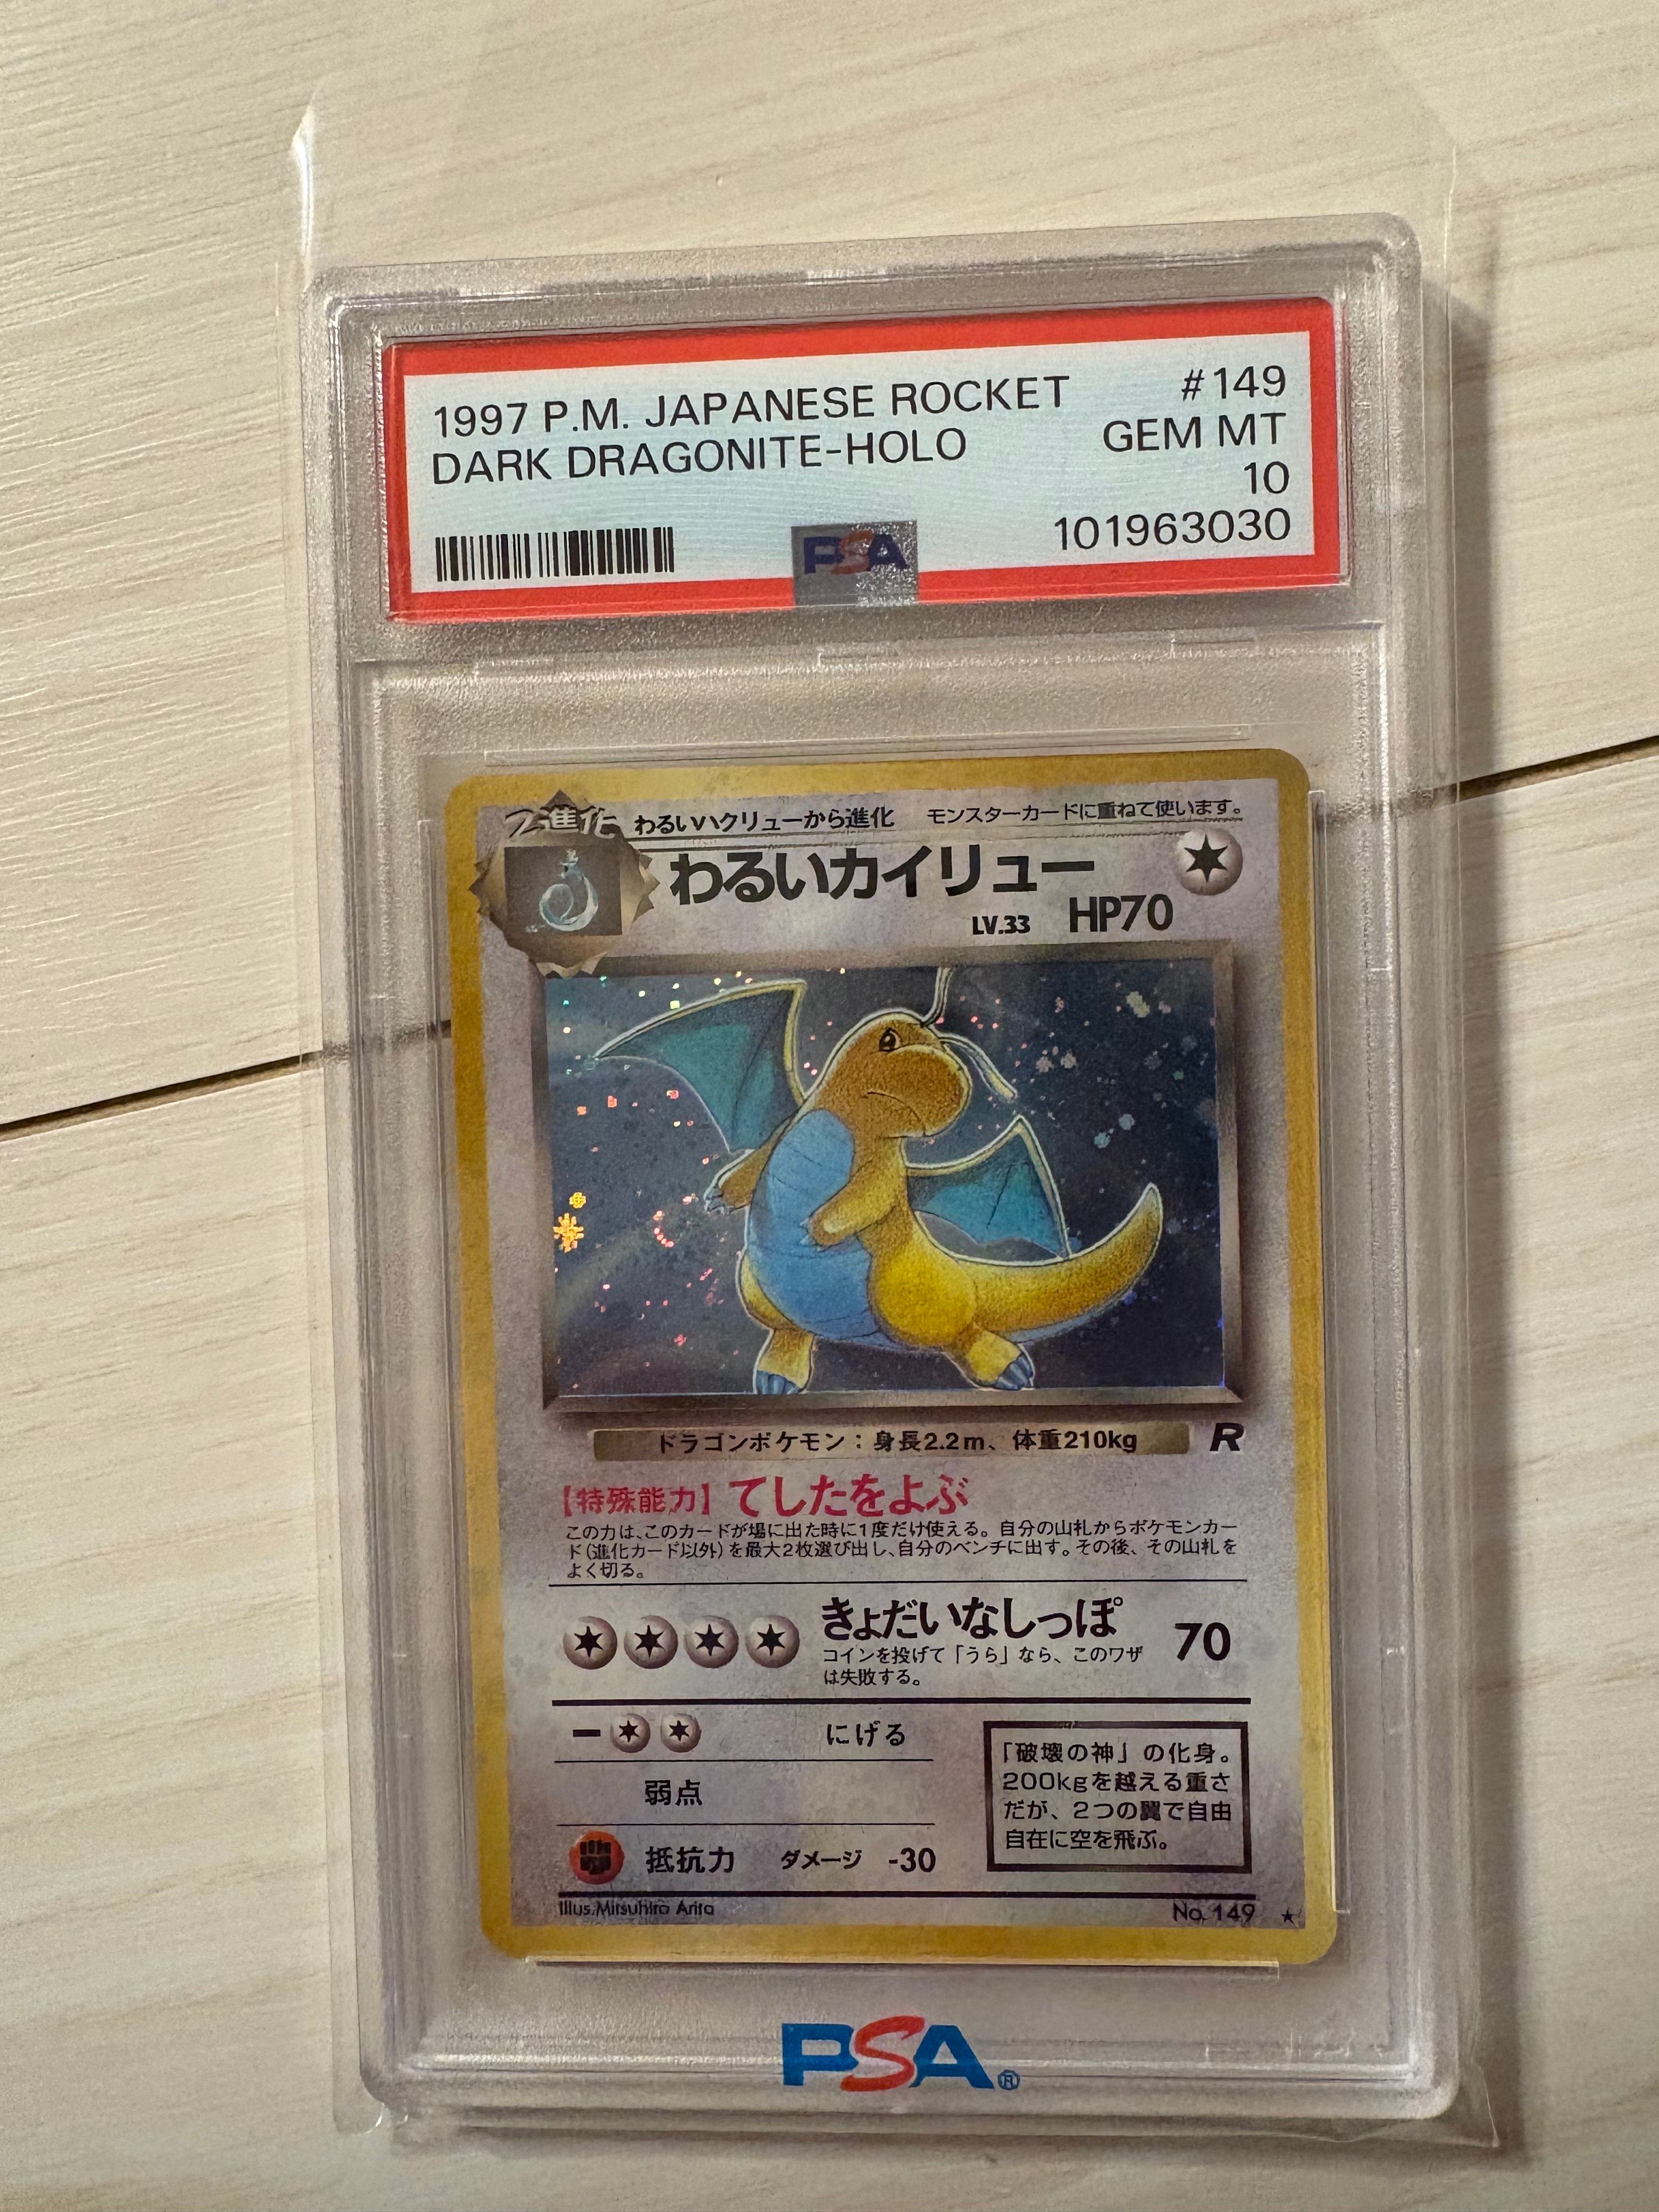 1997 P.M. JAPANESE ROCKET #149
DARK DRAGONITE-HOLO GEM MT
10
PSA 101963030
2進化 わるいハクリューから進化 モンスターカードに重ねて使います。
わるいカイリュー
LV.33 HP70
ドラゴンポケモン：身長2.2m、体重210kg R
【特殊能力】てしたをよぶ
この力は、このカードが場に出た時に1度だけ使える。自分の山札からポケモンカー
ド（進化カード以外）を最大2枚選び出し、自分のベンチに出す。その後、その山札を
よく切る。
きょだいなしっぽ 70
コインを投げて「うら」なら、このワザ
は失敗する。
にげる
弱点
抵抗力 ダメージ -30
「破壊の神」の化身。
200kgを越える重さ
だが、2つの翼で自由
自在に空を飛ぶ。
Illus.Mitsuhiro Arita No.149 ★
PSA®